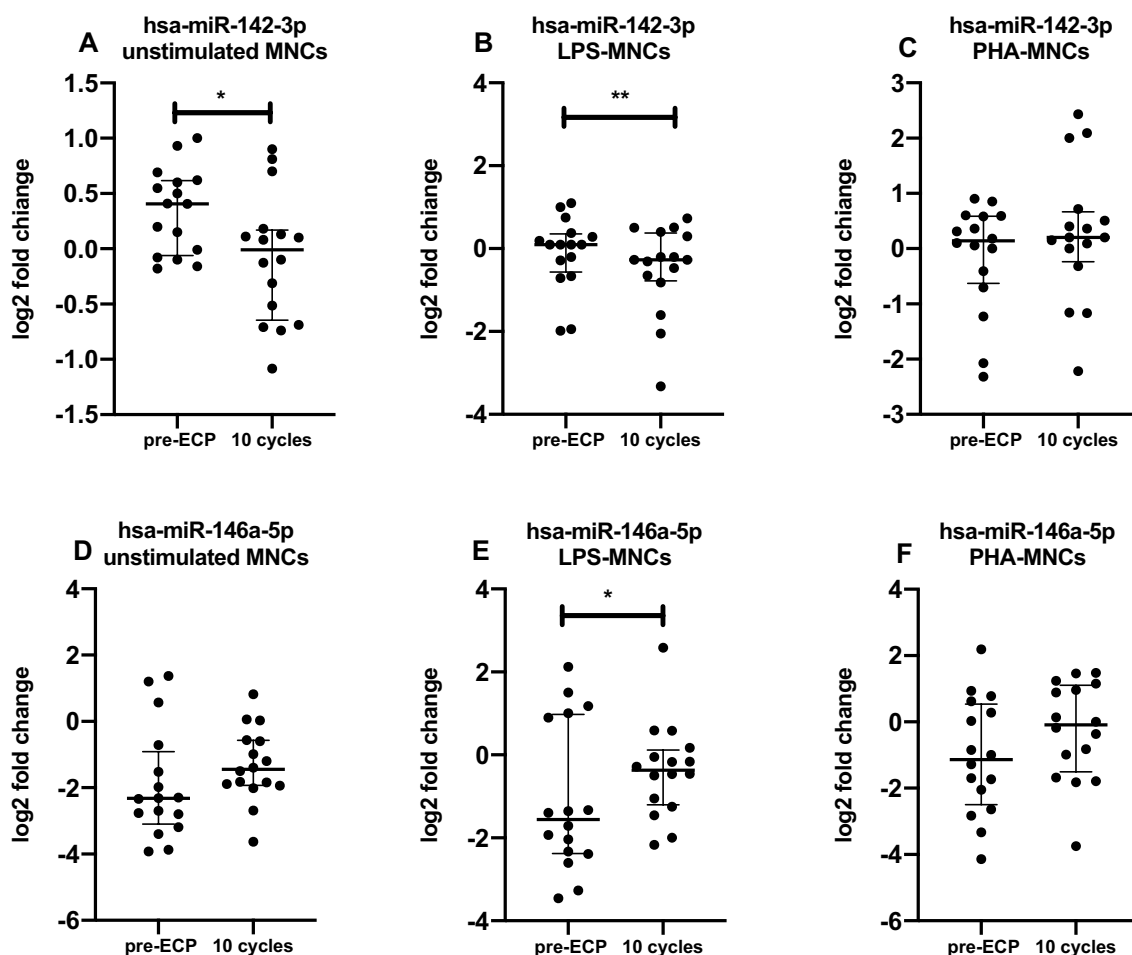 A
hsa-miR-142-3p
unstimulated MNCs
*
1.5
1.0
0.5
0.0
-0.5
-1.0
-1.5
log2 fold chiange
pre-ECP
10 cycles
B
hsa-miR-142-3p
LPS-MNCs
**
4
2
0
-2
-4
log2 fold change
pre-ECP
10 cycles
C
hsa-miR-142-3p
PHA-MNCs
3
2
1
0
-1
-2
-3
log2 fold change
pre-ECP
10 cycles
D
hsa-miR-146a-5p
unstimulated MNCs
4
2
0
-2
-4
-6
log2 fold change
pre-ECP
10 cycles
E
hsa-miR-146a-5p
LPS-MNCs
*
4
2
0
-2
-4
log2 fold change
pre-ECP
10 cycles
F
hsa-miR-146a-5p
PHA-MNCs
4
2
0
-2
-4
-6
log2 fold change
pre-ECP
10 cycles